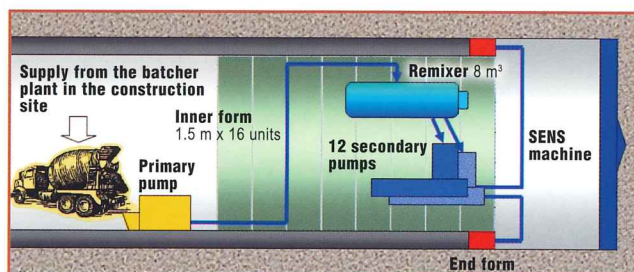 Supply from the batcher
plant in the construction
site
Primary
pump
Inner form
1.5 m x 16 units
Remixer 8 m³
12 secondary
pumps
SENS
machine
End form